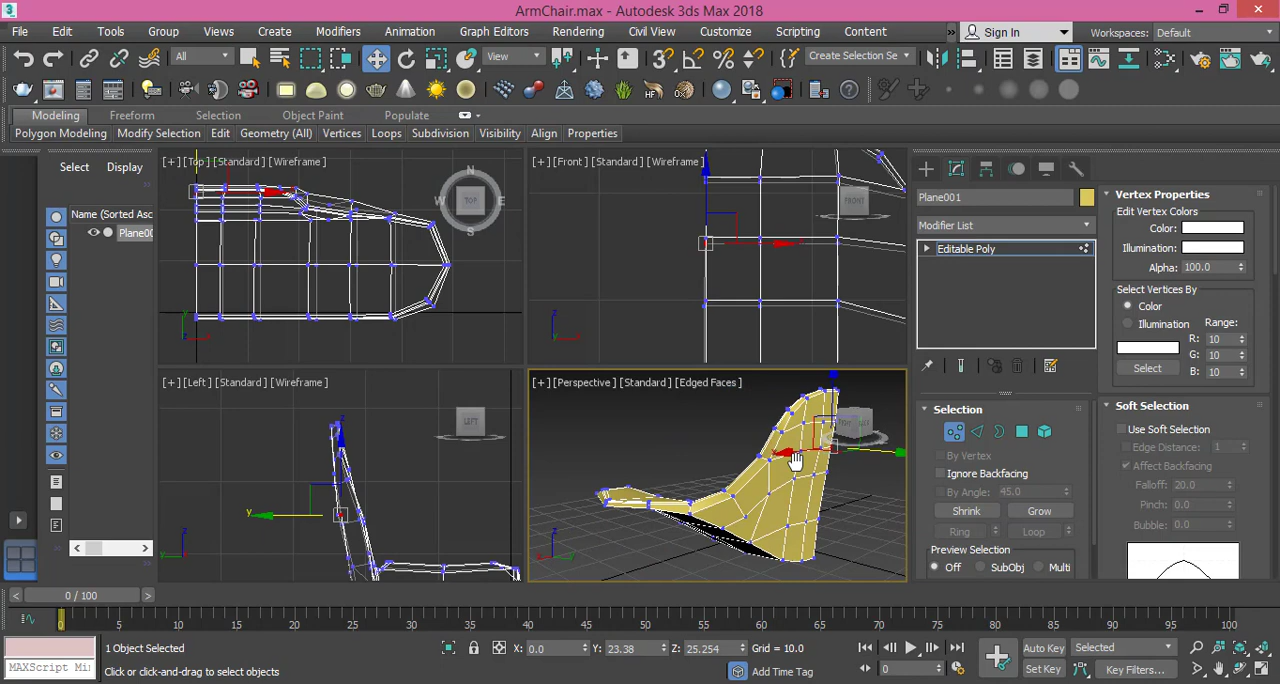 ArmChair.max - Autodesk 3ds Max 2018
File Edit Tools Group Views Create Modifiers Animation Graph Editors Rendering Civil View Customize Scripting Content » Sign In Workspaces: Default
All View Create Selection Se
Modeling Freeform Selection Object Paint Populate
Polygon Modeling Modify Selection Edit Geometry (All) Vertices Loops Subdivision Visibility Align Properties
Select Display
Name (Sorted Asc
Plane00
[+] [Top] [Standard] [Wireframe]
N
W TOP E
S
[+] [Front] [Standard] [Wireframe]
FRONT
[+] [Left] [Standard] [Wireframe]
LEFT
y
z
[+] [Perspective] [Standard] [Edged Faces]
Plane001
Modifier List
Editable Poly
Selection
By Vertex
Ignore Backfacing
By Angle: 45.0
Shrink Grow
Ring Loop
Preview Selection
Off SubObj Multi
Vertex Properties
Edit Vertex Colors
Color:
Illumination:
Alpha: 100.0
Select Vertices By
Color
Illumination Range:
R: 10
G: 10
B: 10
Select
Soft Selection
Use Soft Selection
Edge Distance: 1
Affect Backfacing
Falloff: 20.0
Pinch: 0.0
Bubble: 0.0
< 0 / 100 >
0 5 10 15 20 25 30 35 40 45 50 55 60 65 70 75 80 85 90 95 100
1 Object Selected X: 0.0 Y: 23.38 Z: 25.254 Grid = 10.0 Auto Key Selected
MAXScript Mi Click or click-and-drag to select objects Add Time Tag 0 Set Key Key Filters...